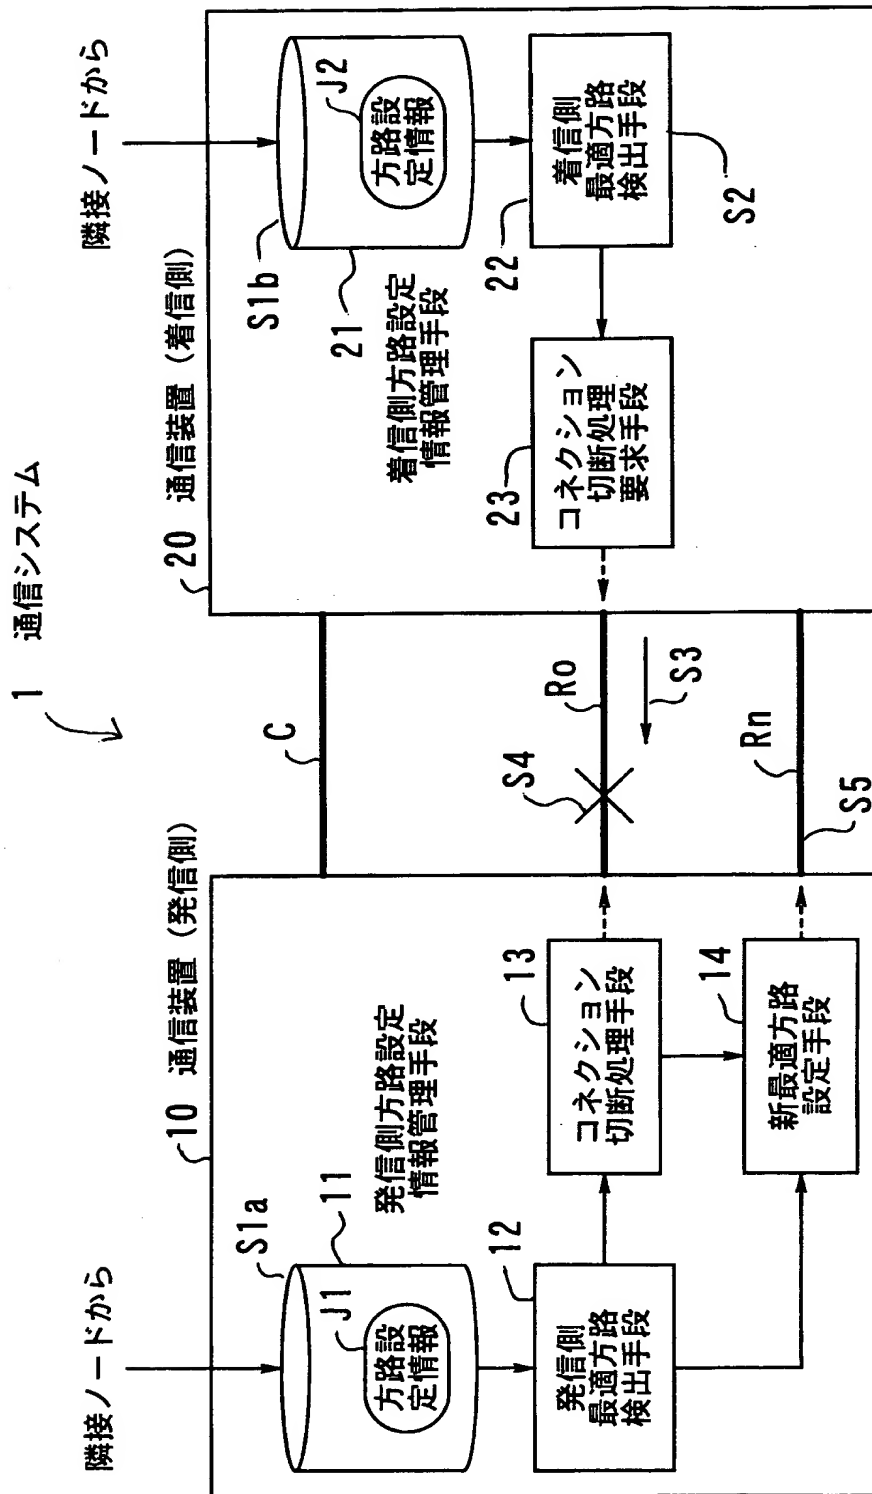 1 通信システム
隣接ノードから
10 通信装置（発信側）
S1a
11
J1
方路設
定情報
発信側方路設定
情報管理手段
12
発信側
最適方路
検出手段
13
コネクション
切断処理手段
14
新最適方路
設定手段
C
S4
Ro
S3
Rn
S5
隣接ノードから
20 通信装置（着信側）
S1b
21
J2
方路設
定情報
着信側方路設定
情報管理手段
22
着信側
最適方路
検出手段
S2
23
コネクション
切断処理
要求手段